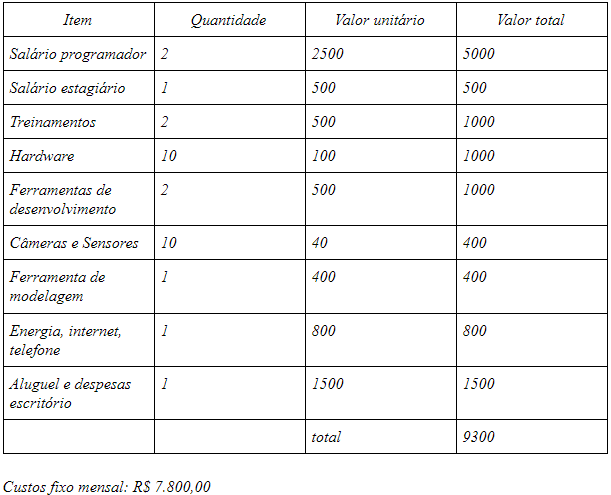 Item Quantidade Valor unitário Valor total
Salário programador 2 2500 5000
Salário estagiário 1 500 500
Treinamentos 2 500 1000
Hardware 10 100 1000
Ferramentas de
desenvolvimento 2 500 1000
Câmeras e Sensores 10 40 400
Ferramenta de
modelagem 1 400 400
Energia, internet,
telefone 1 800 800
Aluguel e despesas
escritório 1 1500 1500
total 9300
Custos fixo mensal: R$ 7.800,00